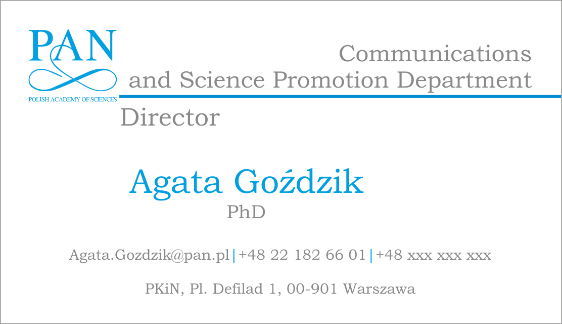 PAN
POLISH ACADEMY OF SCIENCES
Communications
and Science Promotion Department
Director
Agata Goździk
PhD
Agata.Gozdzik@pan.pl|+48 22 182 66 01|+48 xxx xxx xxx
PKiN, Pl. Defilad 1, 00-901 Warszawa